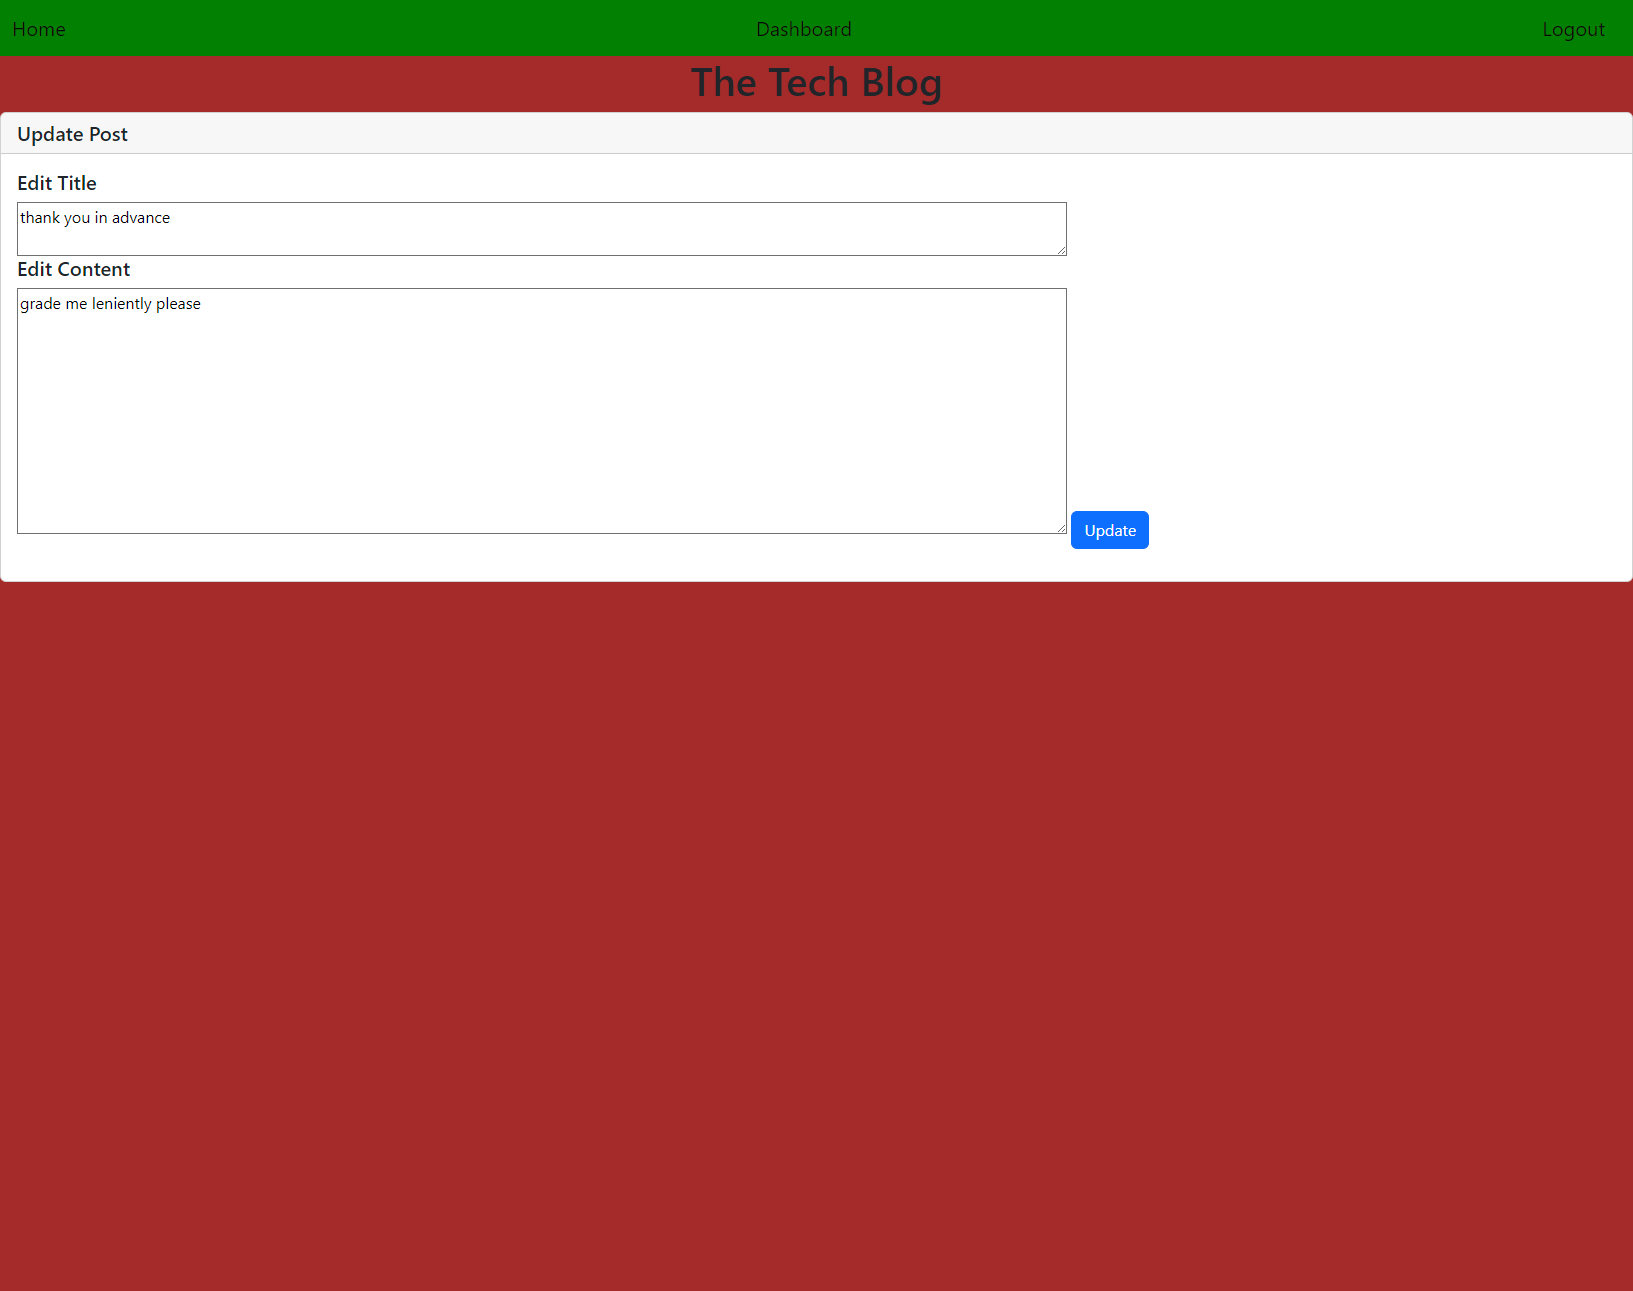 Home Dashboard Logout
The Tech Blog
Update Post
Edit Title
thank you in advance
Edit Content
grade me leniently please
Update